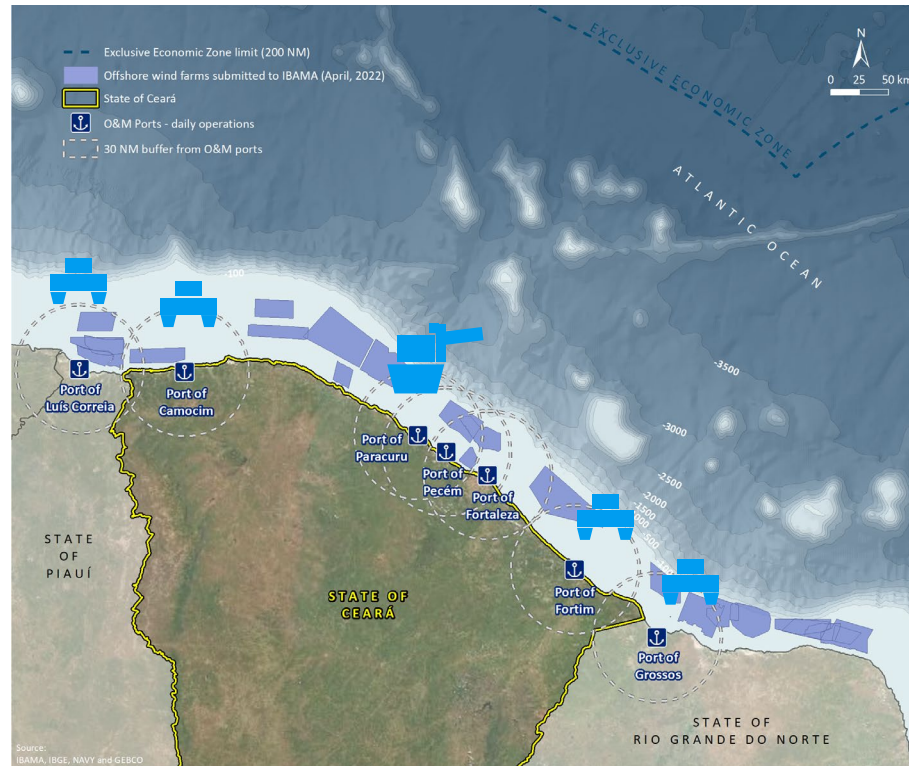 Exclusive Economic Zone limit (200 NM)
Offshore wind farms submitted to IBAMA (April, 2022)
State of Ceará
O&M Ports - daily operations
30 NM buffer from O&M ports
EXCLUSIVE ECONOMIC ZONE
N
0 25 50 km
ATLANTIC OCEAN
-100
-3500
-3000
-2500
-2000
-1500
Port of
Luís Correia
Port of
Camocim
Port of
Paracuru
Port of
Pecém
Port of
Fortaleza
Port of
Fortim
Port of
Grossos
STATE
OF
PIAUÍ
STATE OF
CEARÁ
STATE OF
RIO GRANDE DO NORTE
Source:
IBAMA, IBGE, NAVY and GEBCO